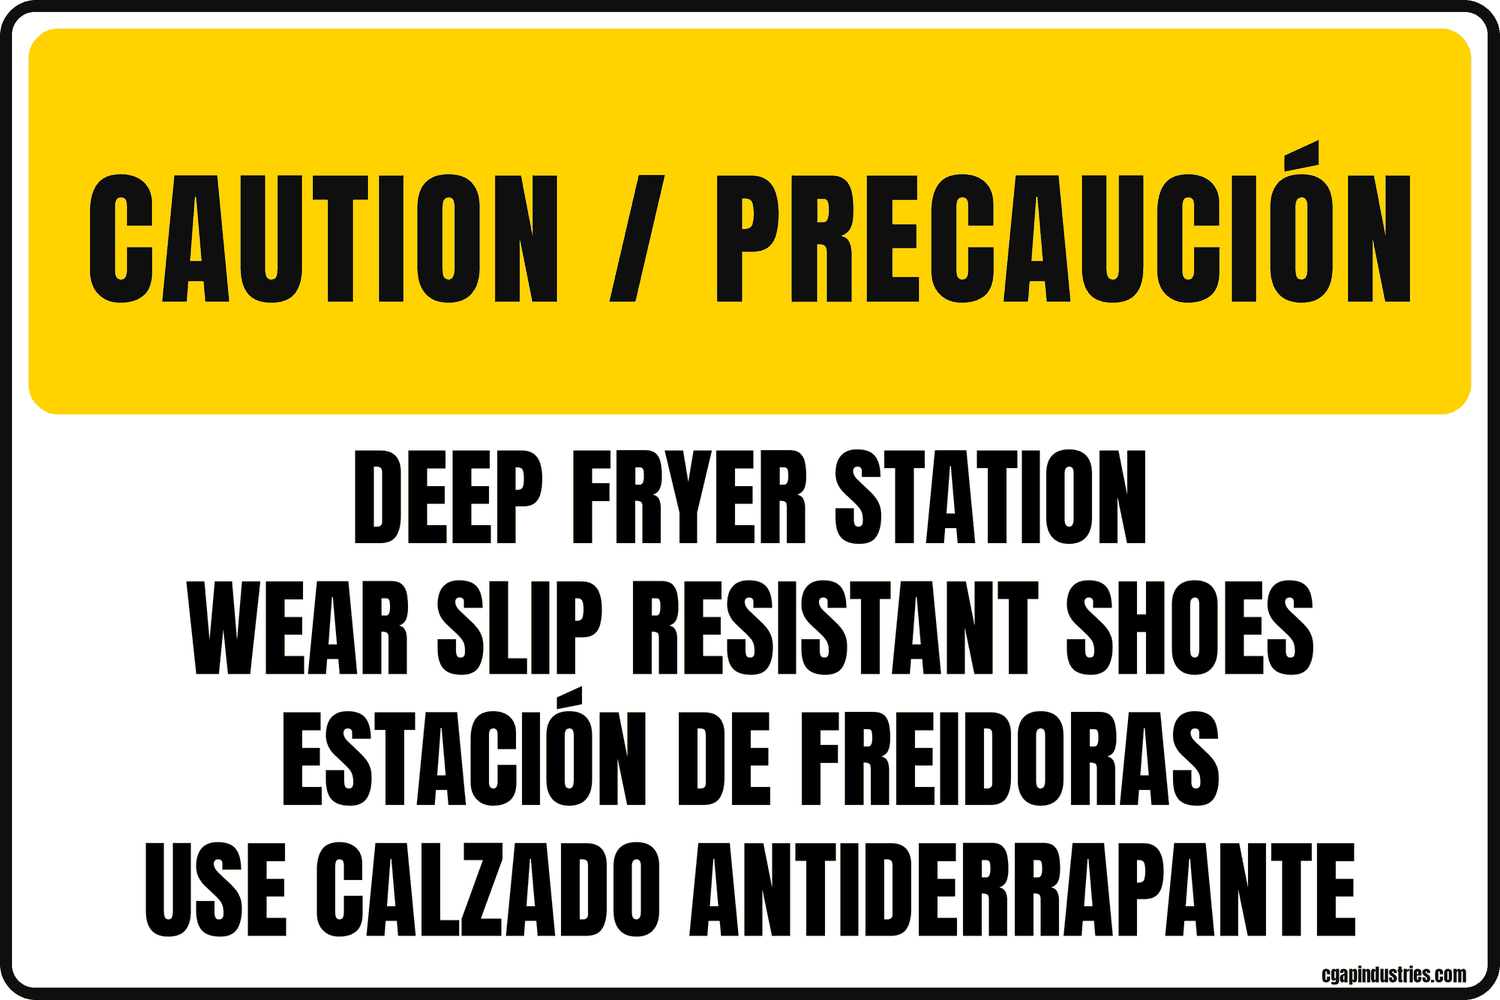 CAUTION / PRECAUCIÓN
DEEP FRYER STATION
WEAR SLIP RESISTANT SHOES
ESTACIÓN DE FREIDORAS
USE CALZADO ANTIDERRAPANTE
cgapindustries.com